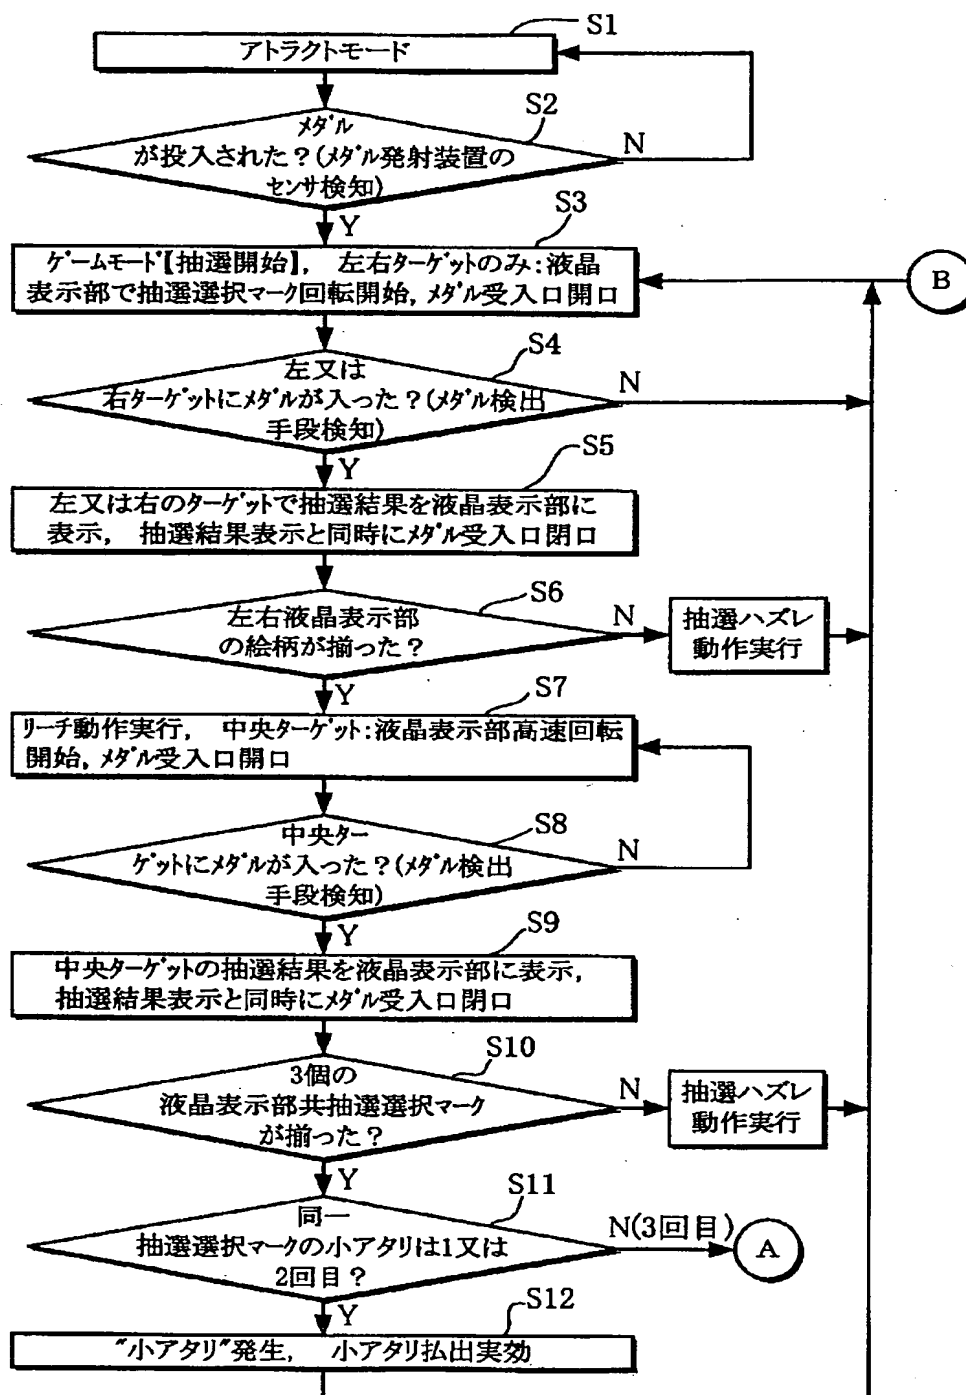 S1
アトラクトモード
S2
メダル
が投入された？(メダル発射装置の
センサ検知)
N
Y
S3
ゲームモード【抽選開始】， 左右ターゲットのみ：液晶
表示部で抽選選択マーク回転開始，メダル受入口開口
B
S4
左又は
右ターゲットにメダルが入った？(メダル検出
手段検知)
N
Y
S5
左又は右のターゲットで抽選結果を液晶表示部に
表示， 抽選結果表示と同時にメダル受入口閉口
S6
左右液晶表示部
の絵柄が揃った？
N
抽選ハズレ
動作実行
Y
S7
リーチ動作実行， 中央ターゲット：液晶表示部高速回転
開始，メダル受入口開口
S8
中央ター
ゲットにメダルが入った？(メダル検出
手段検知)
N
Y
S9
中央ターゲットの抽選結果を液晶表示部に表示，
抽選結果表示と同時にメダル受入口閉口
S10
3個の
液晶表示部共抽選選択マーク
が揃った？
N
抽選ハズレ
動作実行
Y
S11
同一
抽選選択マークの小アタリは1又は
2回目？
N(3回目)
A
Y
S12
"小アタリ"発生， 小アタリ払出実効